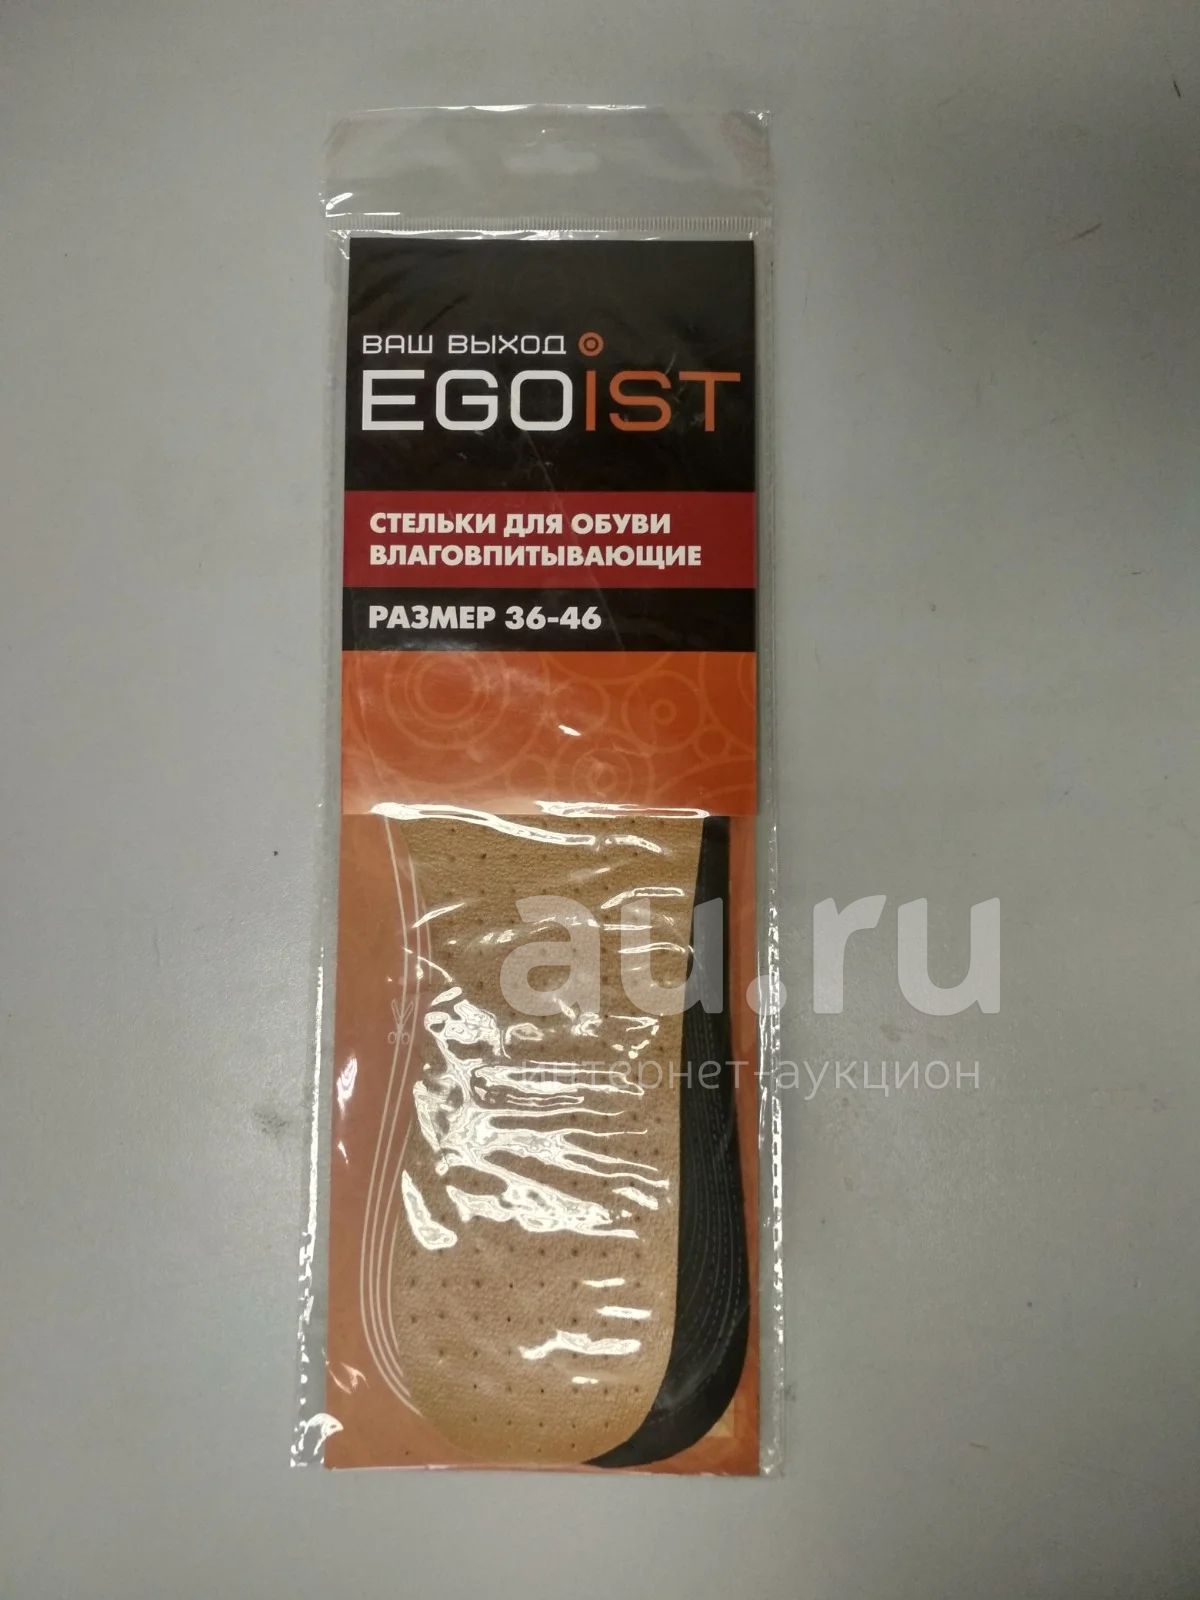 ВАШ ВЫХОД
EGOiST
СТЕЛЬКИ ДЛЯ ОБУВИ
ВЛАГОВПИТЫВАЮЩИЕ
РАЗМЕР 36-46
au.ru
интернет-аукцион